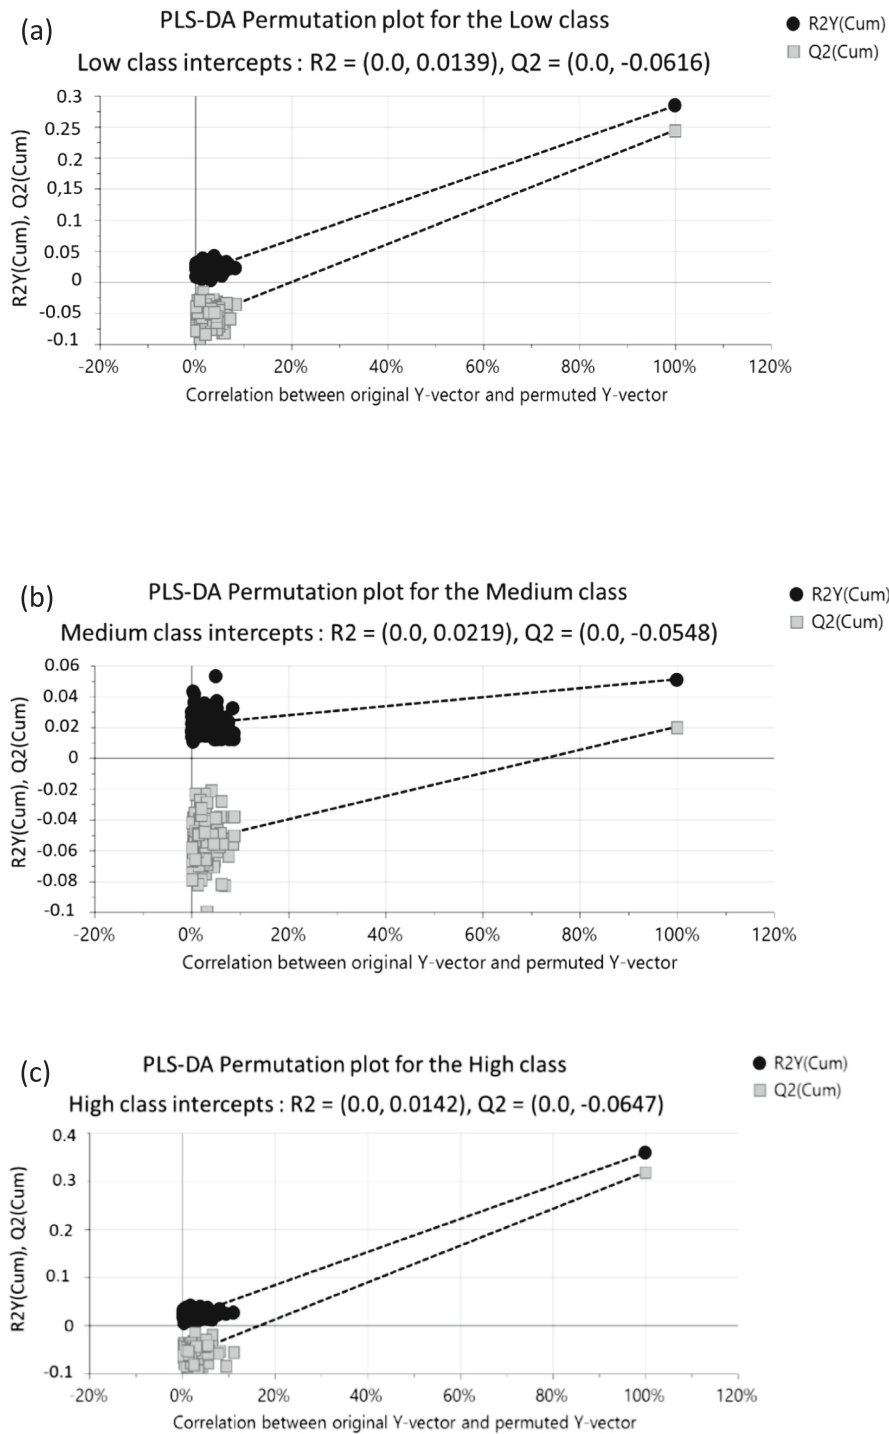 (a)
PLS-DA Permutation plot for the Low class
R2Y(Cum)
Q2(Cum)
Low class intercepts : R2 = (0.0, 0.0139), Q2 = (0.0, -0.0616)
R2Y(Cum), Q2(Cum)
0.3
0.25
0.2
0,15
0.1
0.05
0
-0.05
-0.1
-20% 0% 20% 40% 60% 80% 100% 120%
Correlation between original Y-vector and permuted Y-vector
(b)
PLS-DA Permutation plot for the Medium class
R2Y(Cum)
Q2(Cum)
Medium class intercepts : R2 = (0.0, 0.0219), Q2 = (0.0, -0.0548)
R2Y(Cum), Q2(Cum)
0.06
0.04
0.02
0
-0.02
-0.04
-0.06
-0.08
-0.1
-20% 0% 20% 40% 60% 80% 100% 120%
Correlation between original Y-vector and permuted Y-vector
(c)
PLS-DA Permutation plot for the High class
R2Y(Cum)
Q2(Cum)
High class intercepts : R2 = (0.0, 0.0142), Q2 = (0.0, -0.0647)
R2Y(Cum), Q2(Cum)
0.4
0.3
0.2
0.1
0
-0.1
-20% 0% 20% 40% 60% 80% 100% 120%
Correlation between original Y-vector and permuted Y-vector